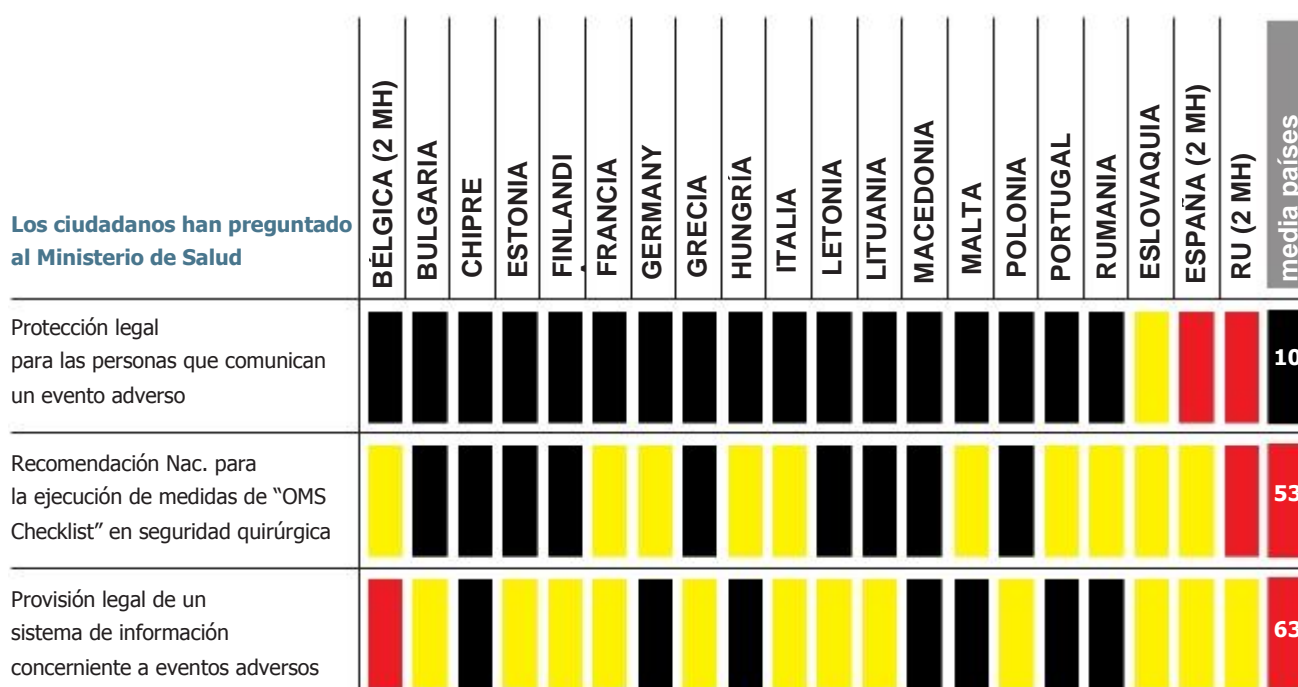 BÉLGICA (2 MH)
BULGARIA
CHIPRE
ESTONIA
FINLANDI
FRANCIA
GERMANY
GRECIA
HUNGRÍA
ITALIA
LETONIA
LITUANIA
MACEDONIA
MALTA
POLONIA
PORTUGAL
RUMANIA
ESLOVAQUIA
ESPAÑA (2 MH)
RU (2 MH)
media países
Los ciudadanos han preguntado
al Ministerio de Salud
Protección legal
para las personas que comunican
un evento adverso
10
Recomendación Nac. para
la ejecución de medidas de “OMS
Checklist” en seguridad quirúrgica
53
Provisión legal de un
sistema de información
concerniente a eventos adversos
63